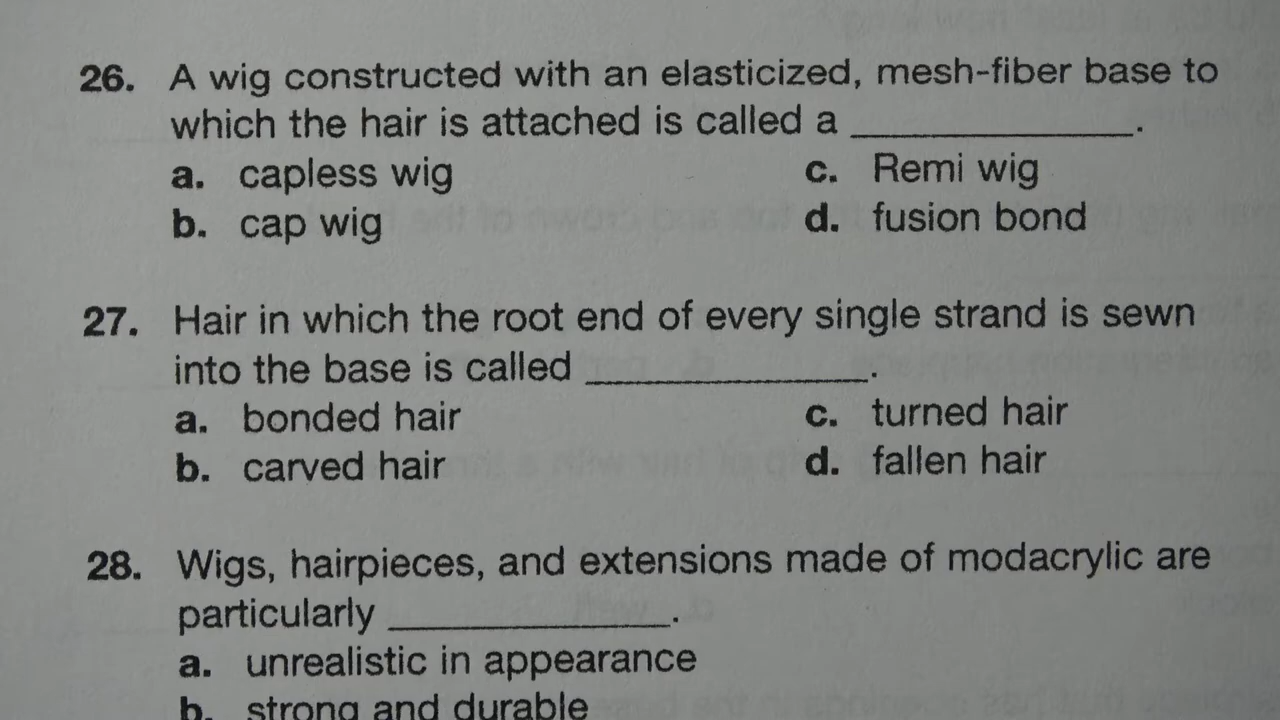 26. A wig constructed with an elasticized, mesh-fiber base to
which the hair is attached is called a ______________.
a. capless wig c. Remi wig
b. cap wig d. fusion bond
27. Hair in which the root end of every single strand is sewn
into the base is called ______________.
a. bonded hair c. turned hair
b. carved hair d. fallen hair
28. Wigs, hairpieces, and extensions made of modacrylic are
particularly ______________.
a. unrealistic in appearance
b. strong and durable